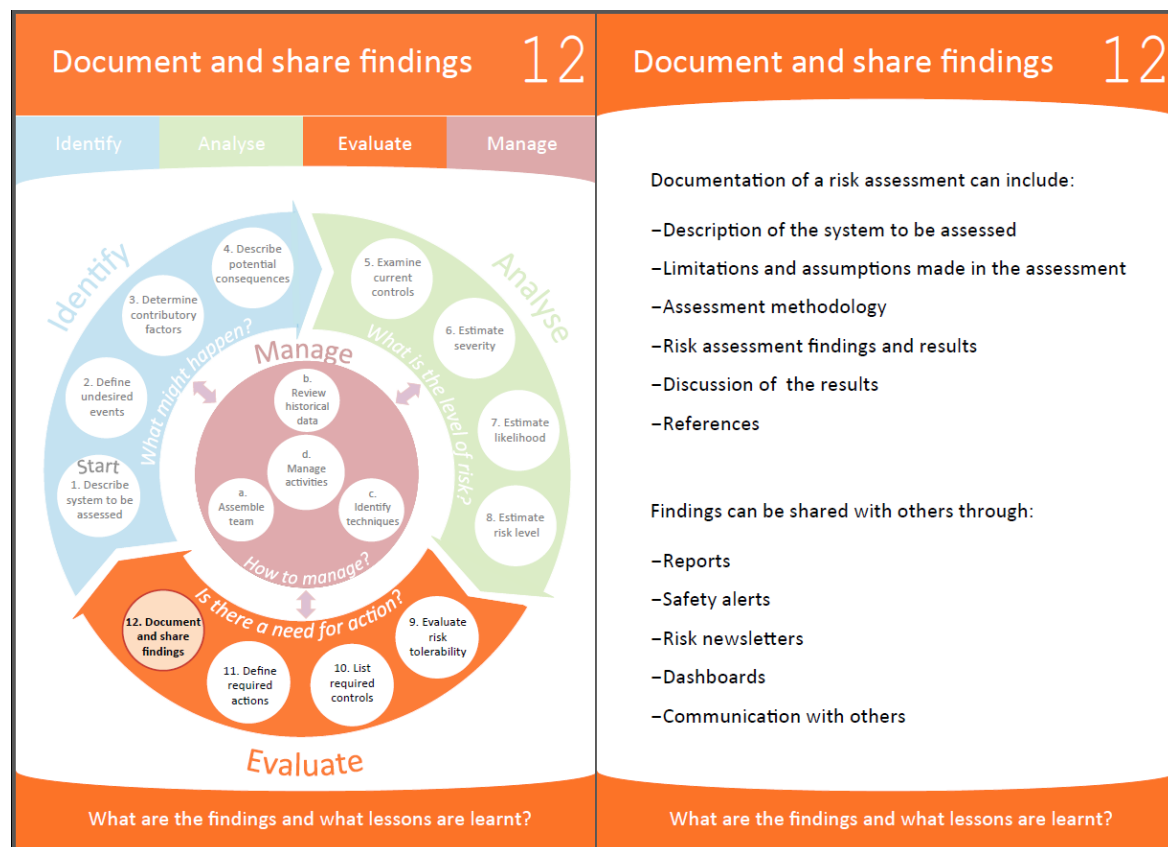 Document and share findings 12
Identify
Analyse
Evaluate
Manage
Identify
What might happen?
Start
1. Describe
system to be
assessed
2. Define
undesired
events
3. Determine
contributory
factors
4. Describe
potential
consequences
Analyse
What is the level of risk?
5. Examine
current
controls
6. Estimate
severity
7. Estimate
likelihood
8. Estimate
risk level
Manage
b.
Review
historical
data
d.
Manage
activities
a.
Assemble
team
c.
Identify
techniques
How to manage?
Is there a need for action?
9. Evaluate
risk
tolerability
10. List
required
controls
11. Define
required
actions
12. Document
and share
findings
Evaluate
What are the findings and what lessons are learnt?
Document and share findings 12
Documentation of a risk assessment can include:
–Description of the system to be assessed
–Limitations and assumptions made in the assessment
–Assessment methodology
–Risk assessment findings and results
–Discussion of the results
–References
Findings can be shared with others through:
–Reports
–Safety alerts
–Risk newsletters
–Dashboards
–Communication with others
What are the findings and what lessons are learnt?